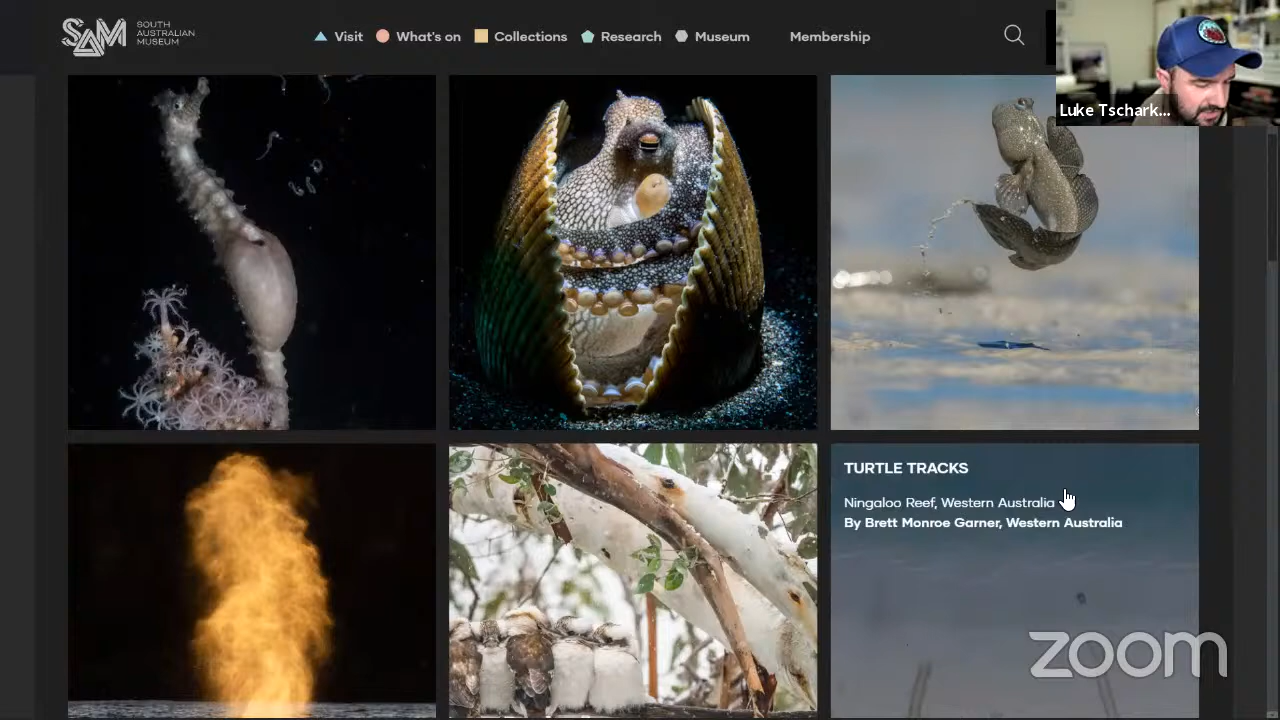 SAM
SOUTH
AUSTRALIAN
MUSEUM
Visit
What's on
Collections
Research
Museum
Membership
Luke Tschark...
TURTLE TRACKS
Ningaloo Reef, Western Australia
By Brett Monroe Garner, Western Australia
zoom